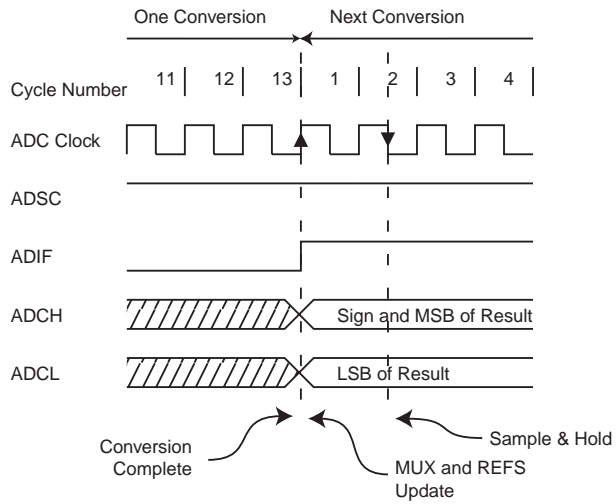 One Conversion Next Conversion
Cycle Number 11 12 13 1 2 3 4
ADC Clock
ADSC
ADIF
ADCH Sign and MSB of Result
ADCL LSB of Result
Conversion
Complete
MUX and REFS
Update
Sample & Hold